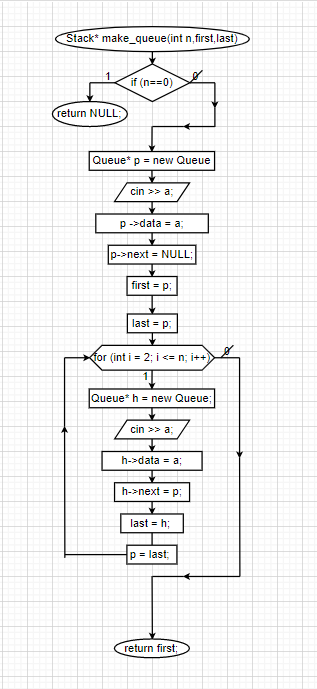 Stack* make_queue(int n,first,last)
1
if (n==0)
0
return NULL;
Queue* p = new Queue
cin >> a;
p ->data = a;
p->next = NULL;
first = p;
last = p;
for (int i = 2; i <= n; i++)
0
1
Queue* h = new Queue;
cin >> a;
h->data = a;
h->next = p;
last = h;
p = last;
return first;